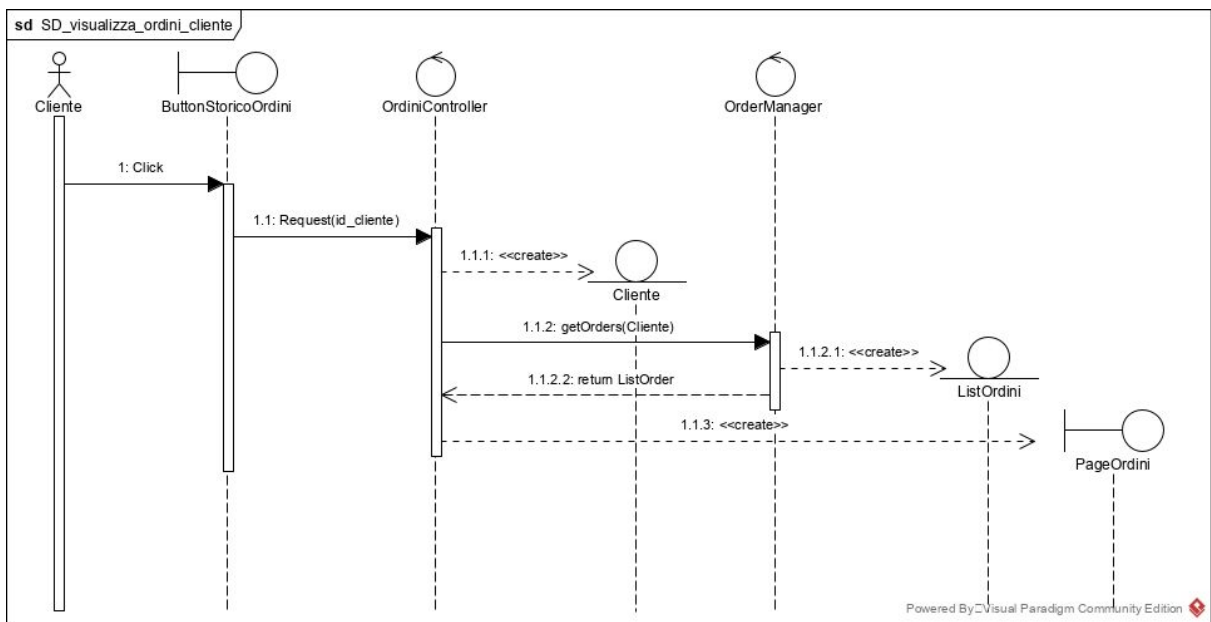 sd SD_visualizza_ordini_cliente
Cliente
ButtonStoricoOrdini
OrdiniController
OrderManager
1: Click
1.1: Request(id_cliente)
1.1.1: <<create>>
Cliente
1.1.2: getOrders(Cliente)
1.1.2.1: <<create>>
1.1.2.2: return ListOrder
ListOrdini
1.1.3: <<create>>
PageOrdini
Powered By Visual Paradigm Community Edition